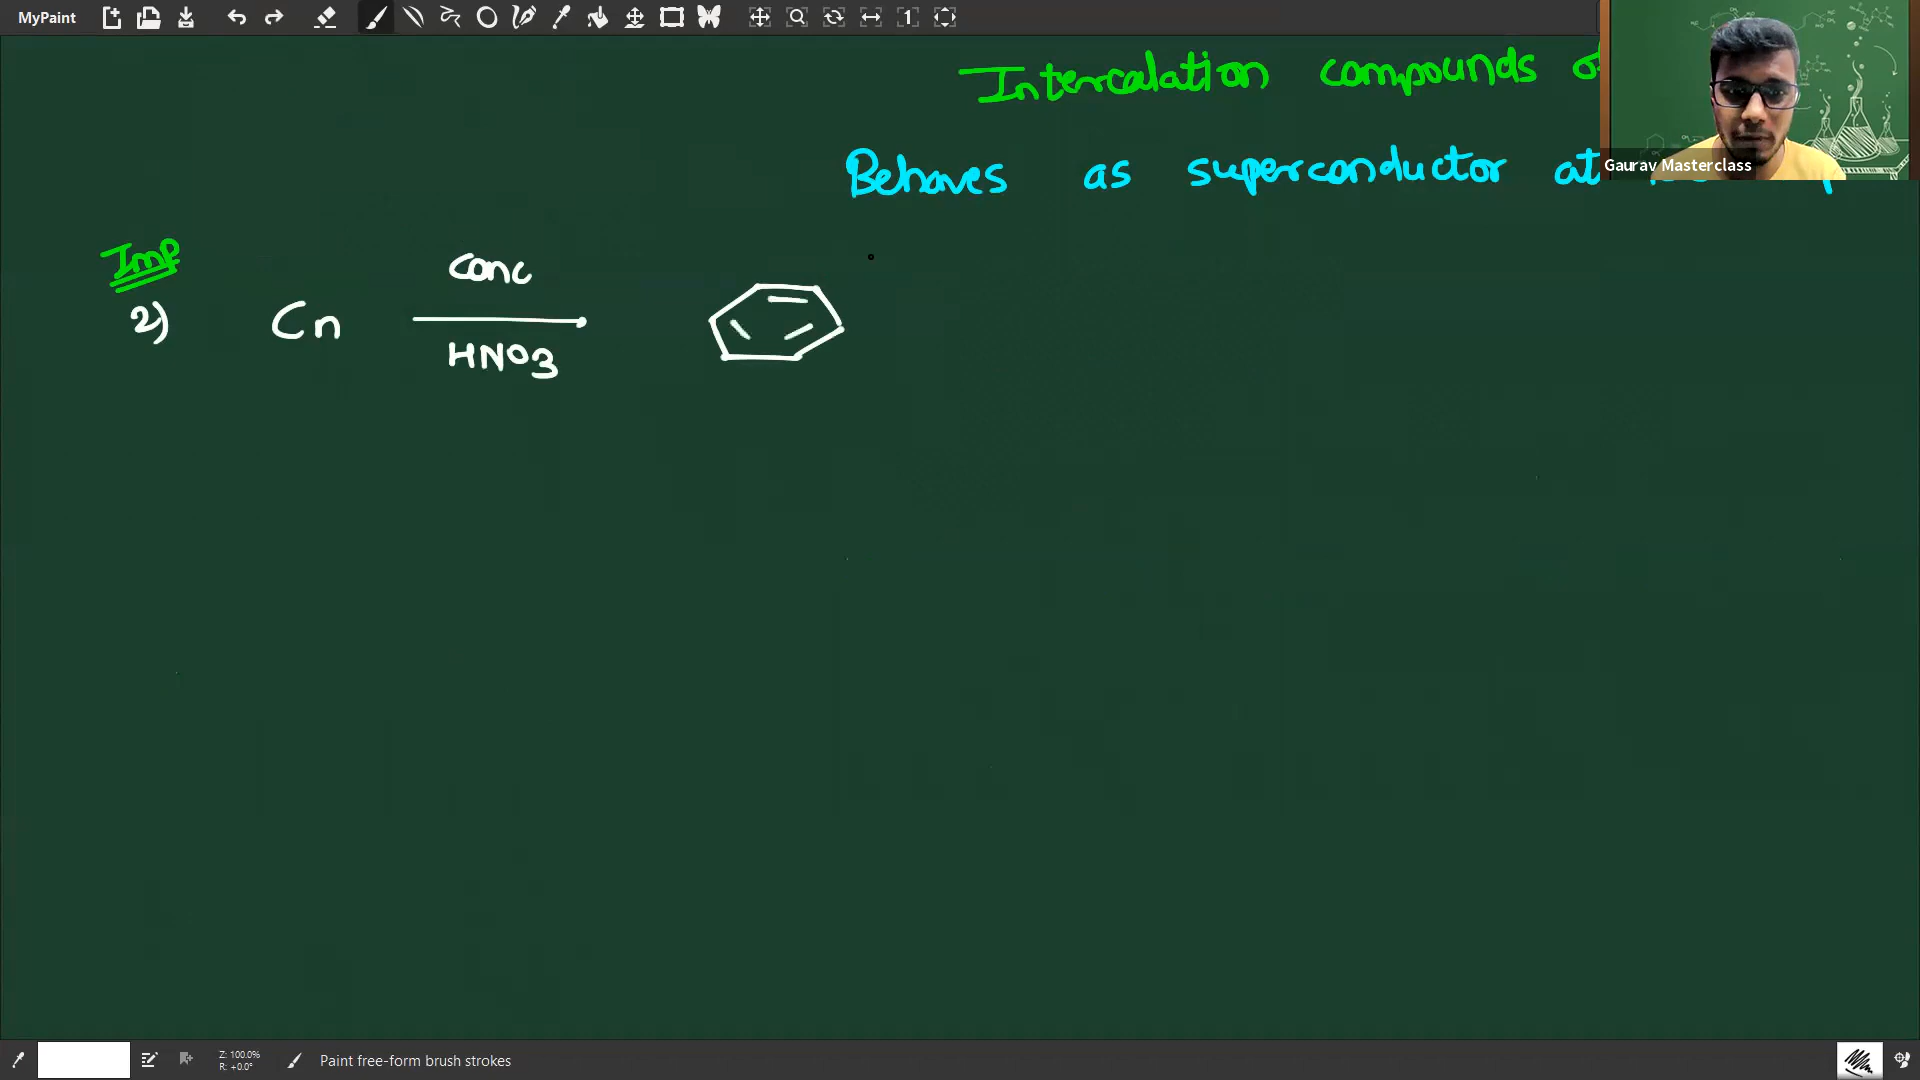 MyPaint
1
Intercalation compounds
Behaves as superconductor at
Gaurav Masterclass
Imp
2) Cn conc
HNO3
Z: 100.0%
R: +0.0°
Paint free-form brush strokes